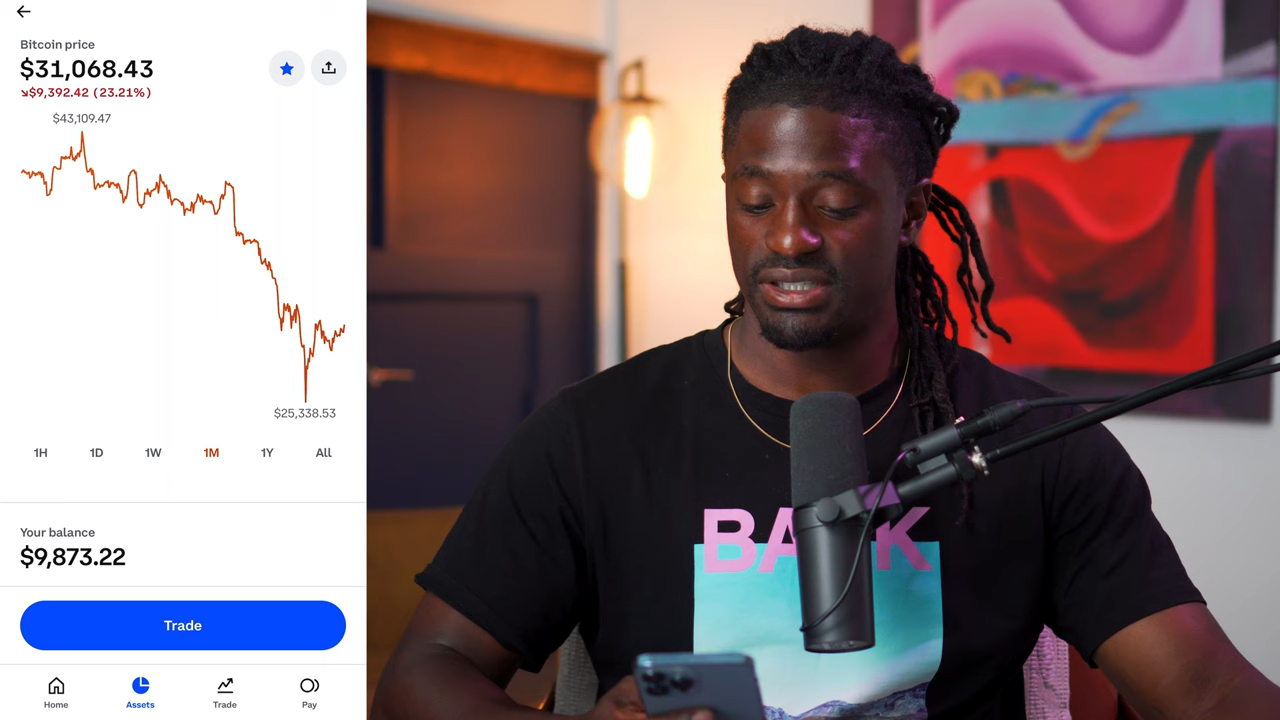 Bitcoin price
$31,068.43
↘$9,392.42 (23.21%)
$43,109.47
$25,338.53
1H 1D 1W 1M 1Y All
Your balance
$9,873.22
Trade
Home Assets Trade Pay